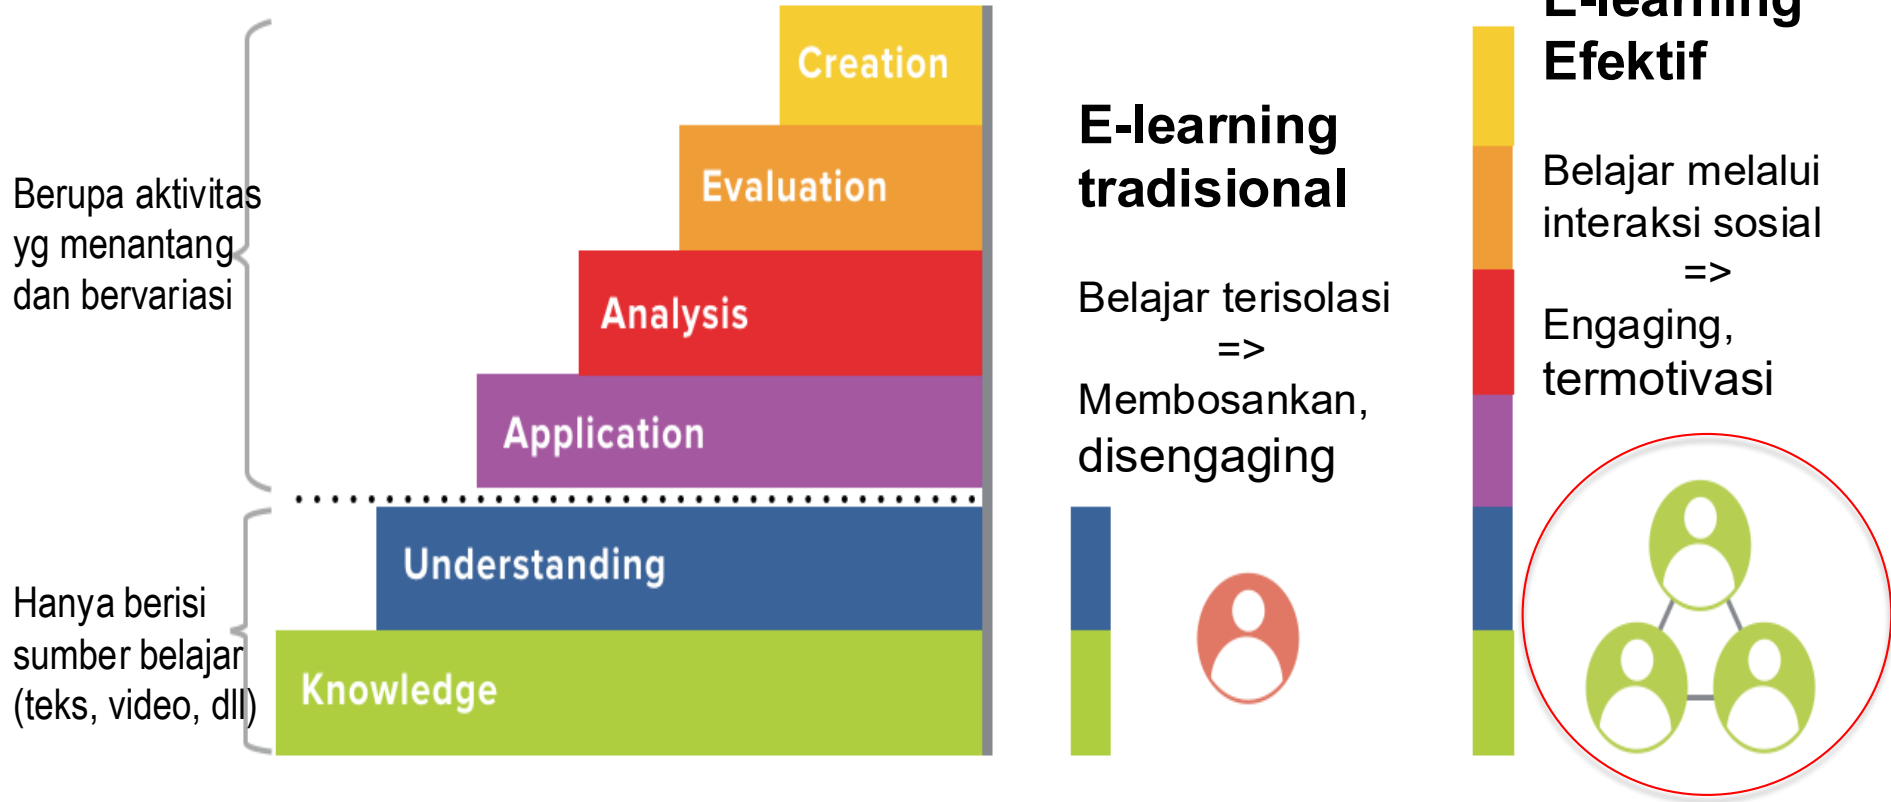 Berupa aktivitas
yg menantang
dan bervariasi
Hanya berisi
sumber belajar
(teks, video, dll)
Creation
Evaluation
Analysis
Application
Understanding
Knowledge
E-learning
tradisional
Belajar terisolasi
=>
Membosankan,
disengaging
E-learning
Efektif
Belajar melalui
interaksi sosial
=>
Engaging,
termotivasi